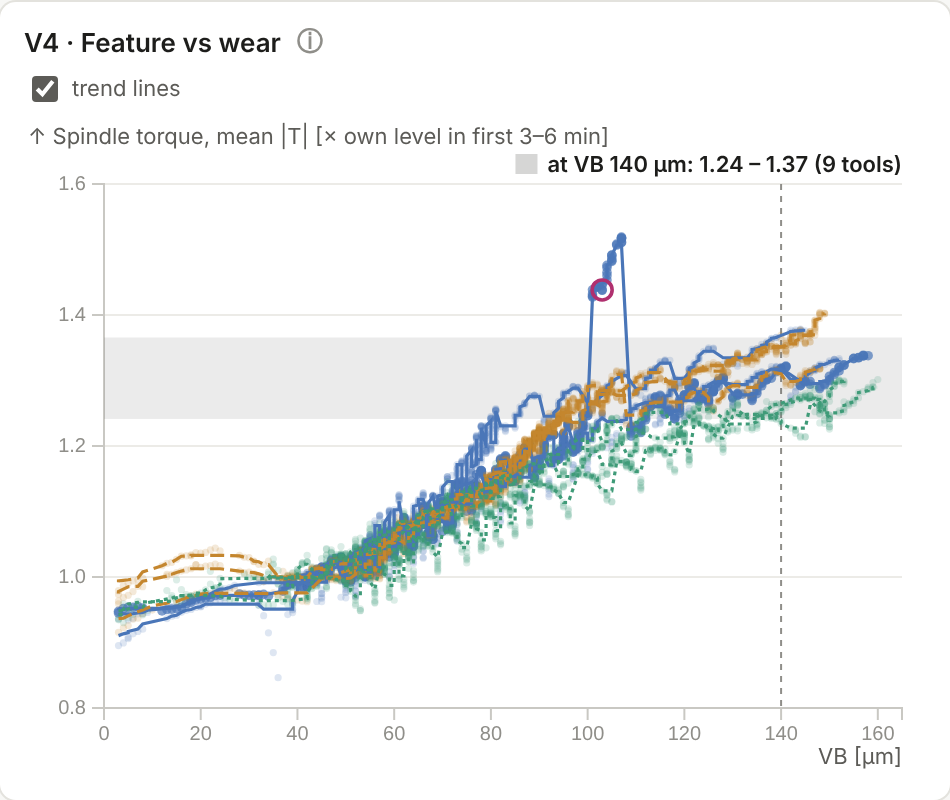 V4 · Feature vs wear ⓘ
trend lines
↑ Spindle torque, mean |T| [× own level in first 3–6 min]
at VB 140 µm: 1.24 – 1.37 (9 tools)
1.6
1.4
1.2
1.0
0.8
0 20 40 60 80 100 120 140 160
VB [µm]